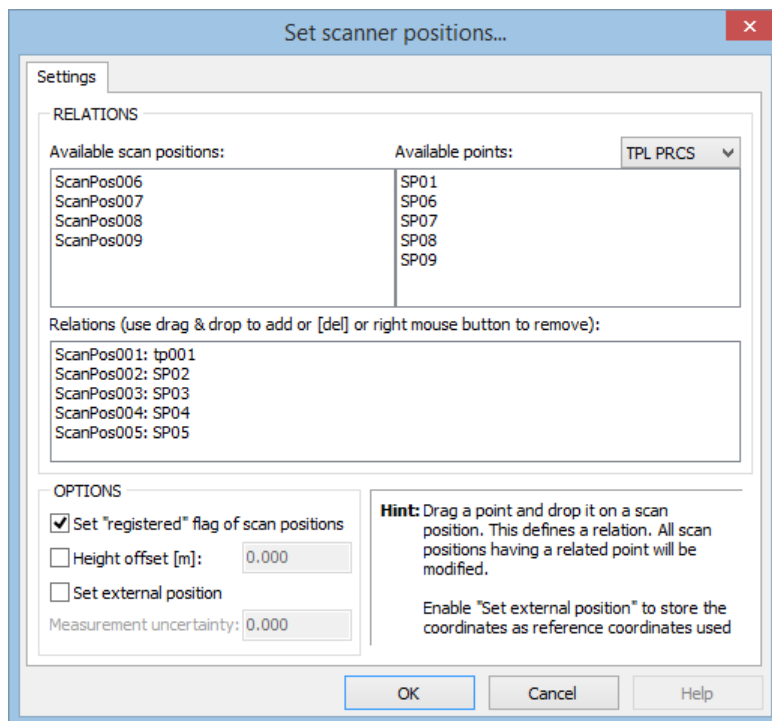 Set scanner positions...
Settings
RELATIONS
Available scan positions:
Available points:
TPL PRCS
ScanPos006
ScanPos007
ScanPos008
ScanPos009
SP01
SP06
SP07
SP08
SP09
Relations (use drag & drop to add or [del] or right mouse button to remove):
ScanPos001: tp001
ScanPos002: SP02
ScanPos003: SP03
ScanPos004: SP04
ScanPos005: SP05
OPTIONS
Set "registered" flag of scan positions
Height offset [m]: 0.000
Set external position
Measurement uncertainty: 0.000
Hint: Drag a point and drop it on a scan
position. This defines a relation. All scan
positions having a related point will be
modified.
Enable "Set external position" to store the
coordinates as reference coordinates used
OK
Cancel
Help